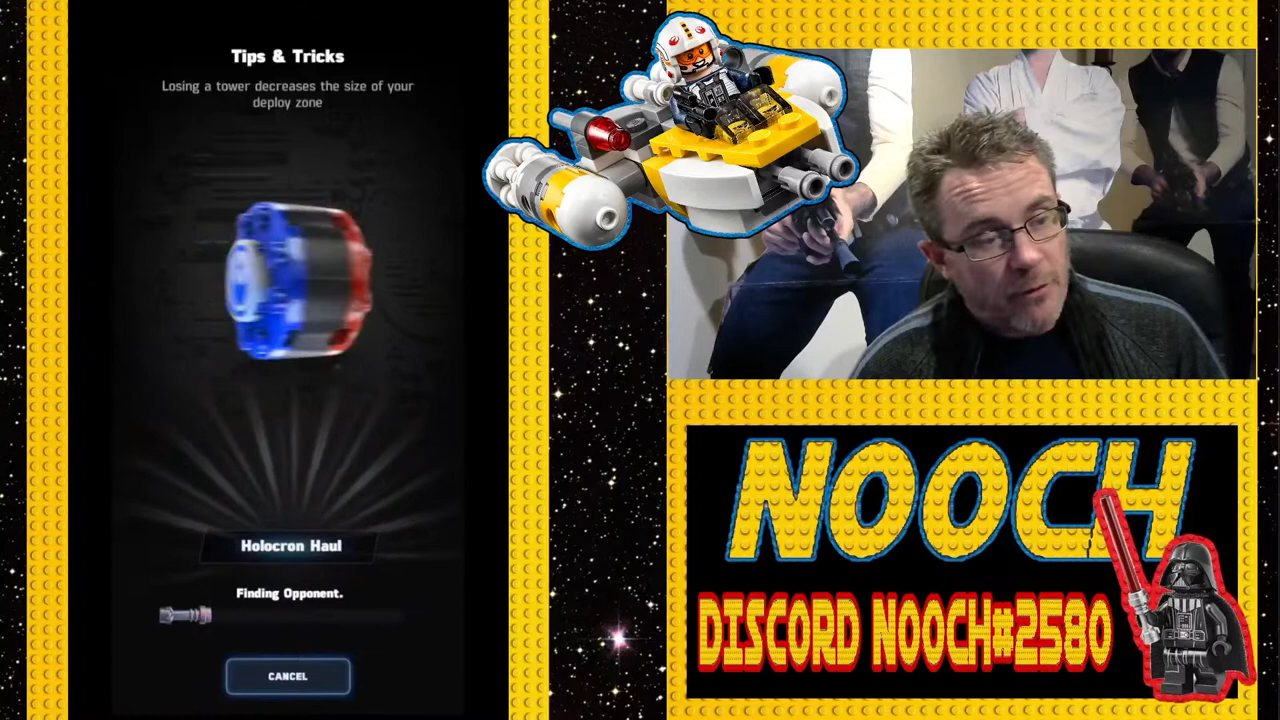 Tips & Tricks
Losing a tower decreases the size of your
deploy zone
Holocron Haul
Finding Opponent.
CANCEL
NOOCH
DISCORD NOOCH#2580